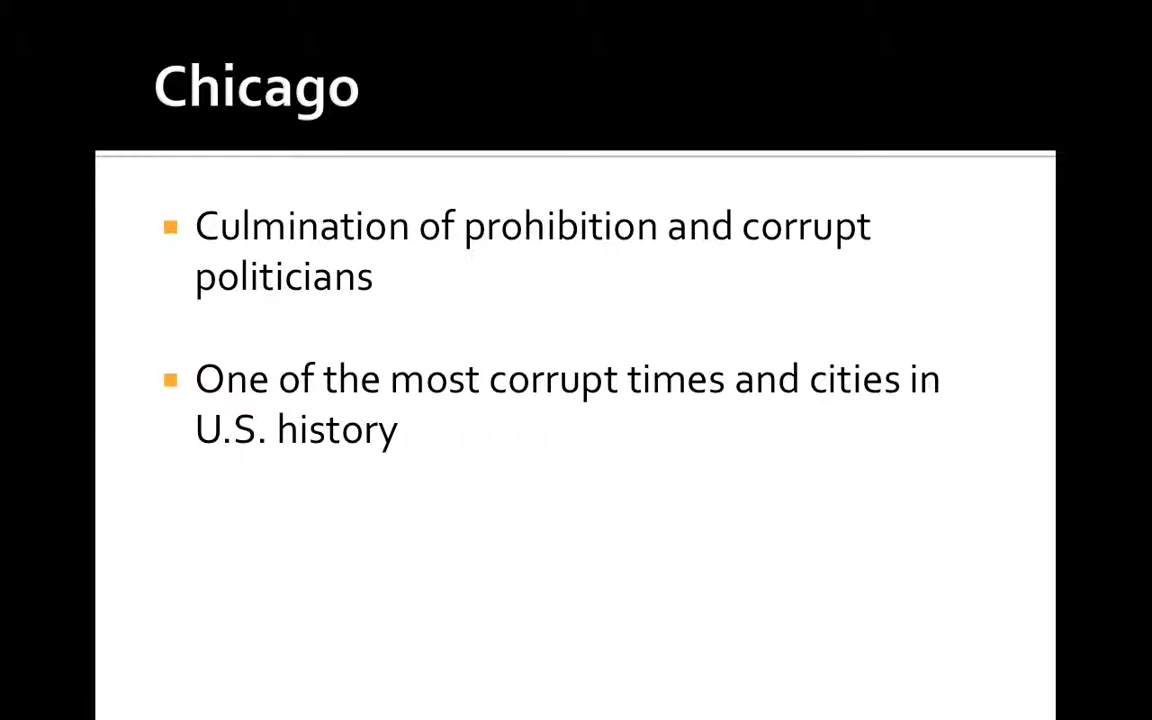 Chicago
Culmination of prohibition and corrupt
politicians
One of the most corrupt times and cities in
U.S. history